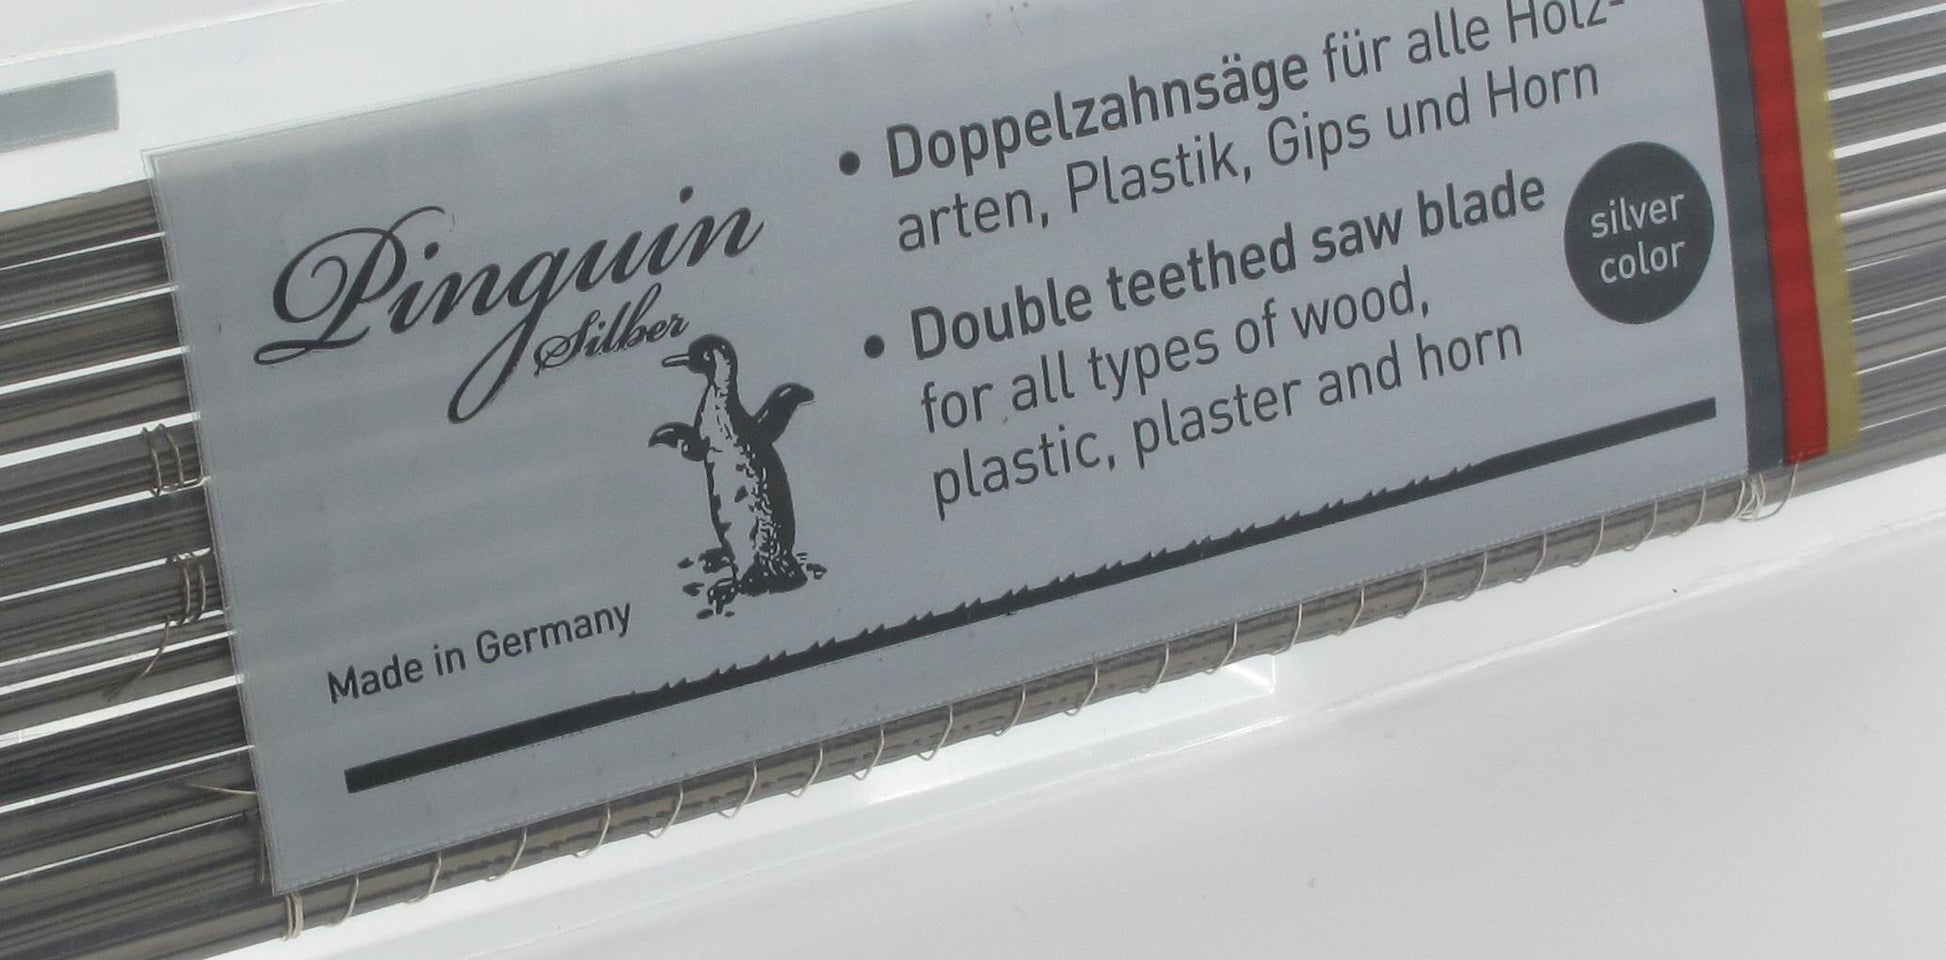 Pinguin
Silber
Made in Germany
• Doppelzahnsäge für alle Holz-
arten, Plastik, Gips und Horn
• Double teethed saw blade
for all types of wood,
plastic, plaster and horn
silver
color